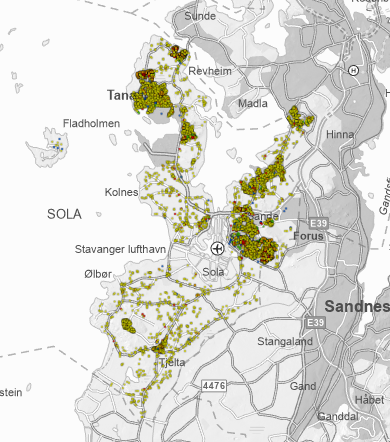 Sunde
Revheim
H
Tana
Madla
Fladholmen
Hinna
Kolnes
SOLA
E39
Forus
Stavanger lufthavn
Sola
Ølbør
Sandnes
E39
Stangaland
Tjelta
4476
Gand
Håbet
stein
Ganddal